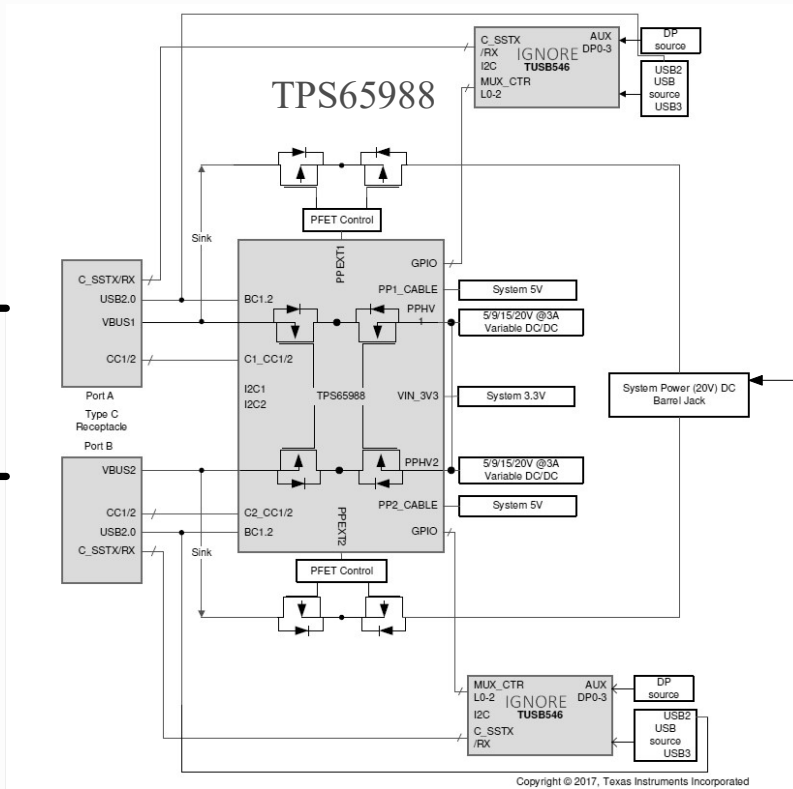 C_SSTX
/RX
I2C
MUX_CTR
L0-2
IGNORE
TUSB546
AUX
DP0-3
DP
source
USB2
USB
source
USB3
TPS65988
PFET Control
Sink
PPEXT1
GPIO
C_SSTX/RX
USB2.0
VBUS1
CC1/2
Port A
Type C
Receptacle
Port B
VBUS2
CC1/2
USB2.0
C_SSTX/RX
BC1.2
C1_CC1/2
I2C1
I2C2
TPS65988
PP1_CABLE
PPHV
1
VIN_3V3
PPHV2
PP2_CABLE
GPIO
C2_CC1/2
BC1.2
PPEXT2
System 5V
5/9/15/20V @3A
Variable DC/DC
System 3.3V
5/9/15/20V @3A
Variable DC/DC
System 5V
System Power (20V) DC
Barrel Jack
Sink
PFET Control
MUX_CTR
L0-2
I2C
C_SSTX
/RX
IGNORE
TUSB546
AUX
DP0-3
DP
source
USB2
USB
source
USB3
Copyright © 2017, Texas Instruments Incorporated